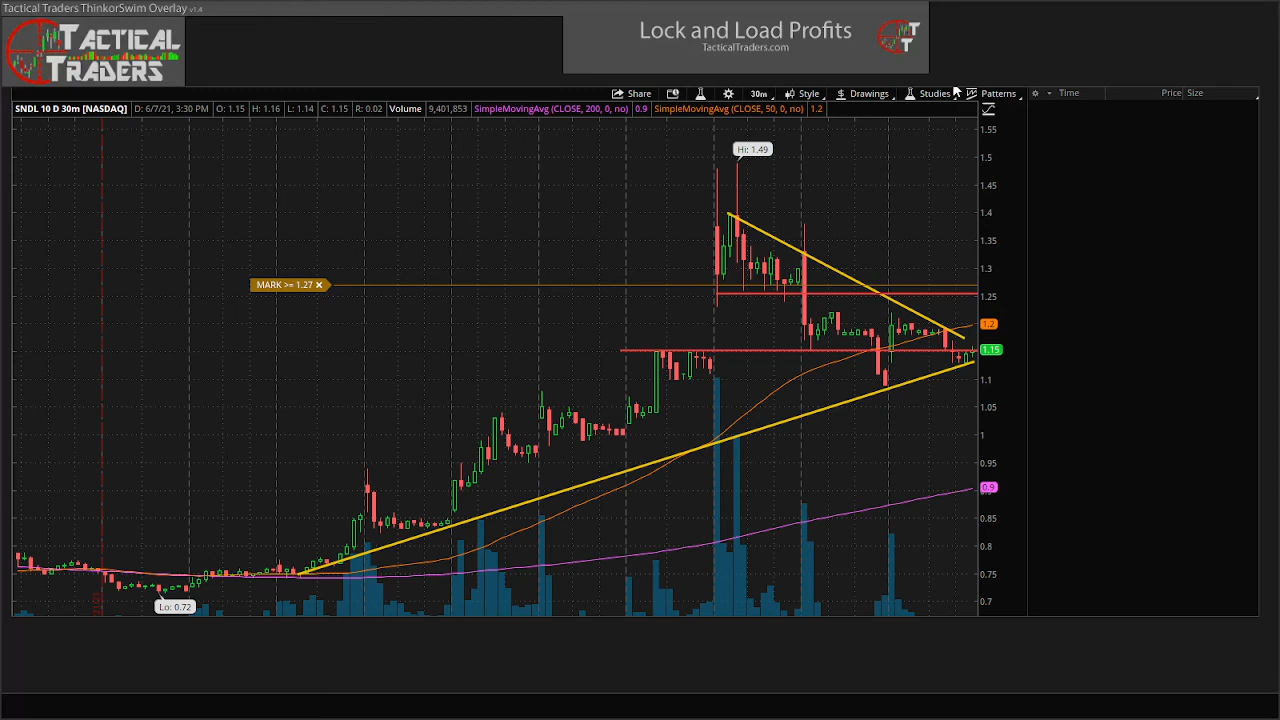 Tactical Traders ThinkorSwim Overlay v1.4
TACTICAL
TRADERS
Lock and Load Profits
TacticalTraders.com
T
T
Share
30m
Style
Drawings
Studies
Patterns
Time
Price
Size
SNDL 10 D 30m [NASDAQ]
D: 6/7/21, 3:30 PM
O: 1.15
H: 1.16
L: 1.14
C: 1.15
R: 0.02
Volume
9,401,853
SimpleMovingAvg (CLOSE, 200, 0, no)
0.9
SimpleMovingAvg (CLOSE, 50, 0, no)
1.2
1.55
Hi: 1.49
1.5
1.45
1.4
1.35
1.3
MARK >= 1.27 ×
1.25
1.2
1.15
1.1
1.05
1
0.95
0.9
0.85
0.8
0.75
Lo: 0.72
0.7